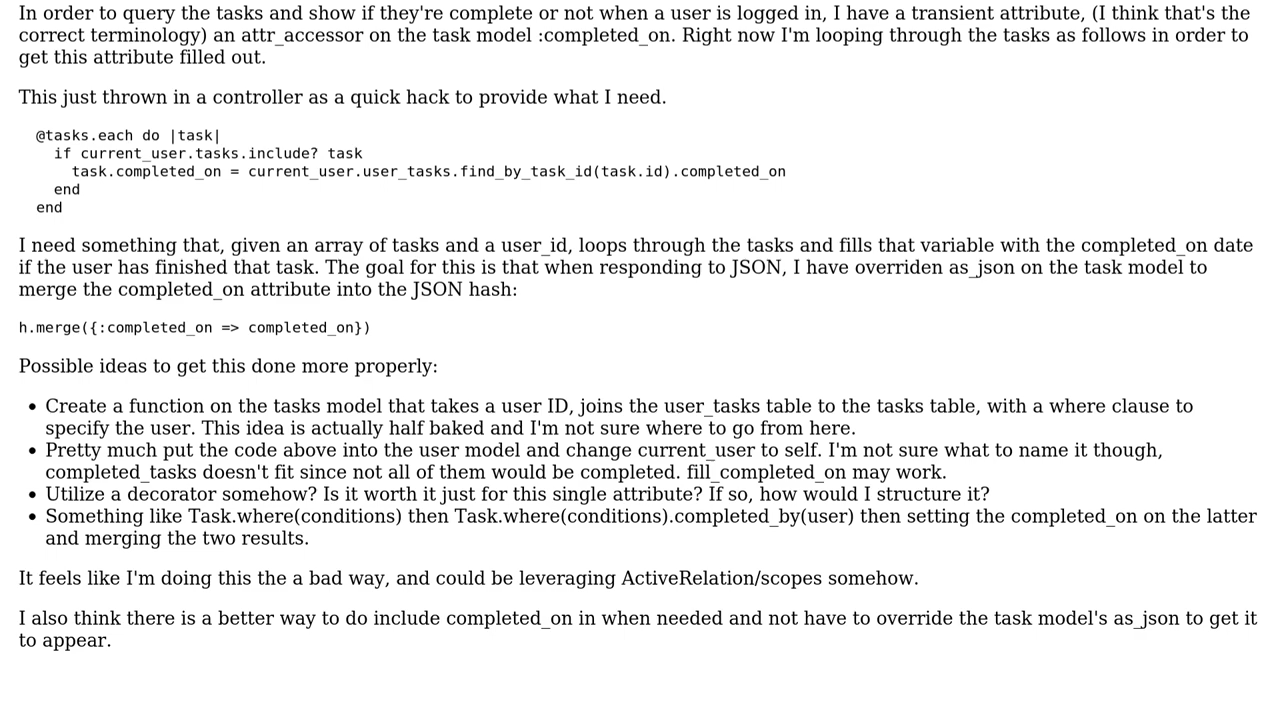 In order to query the tasks and show if they're complete or not when a user is logged in, I have a transient attribute, (I think that's the
correct terminology) an attr_accessor on the task model :completed_on. Right now I'm looping through the tasks as follows in order to
get this attribute filled out.
This just thrown in a controller as a quick hack to provide what I need.
@tasks.each do |task|
if current_user.tasks.include? task
task.completed_on = current_user.user_tasks.find_by_task_id(task.id).completed_on
end
end
I need something that, given an array of tasks and a user_id, loops through the tasks and fills that variable with the completed_on date
if the user has finished that task. The goal for this is that when responding to JSON, I have overriden as_json on the task model to
merge the completed_on attribute into the JSON hash:
h.merge({:completed_on => completed_on})
Possible ideas to get this done more properly:
• Create a function on the tasks model that takes a user ID, joins the user_tasks table to the tasks table, with a where clause to
specify the user. This idea is actually half baked and I'm not sure where to go from here.
• Pretty much put the code above into the user model and change current_user to self. I'm not sure what to name it though,
completed_tasks doesn't fit since not all of them would be completed. fill_completed_on may work.
• Utilize a decorator somehow? Is it worth it just for this single attribute? If so, how would I structure it?
• Something like Task.where(conditions) then Task.where(conditions).completed_by(user) then setting the completed_on on the latter
and merging the two results.
It feels like I'm doing this the a bad way, and could be leveraging ActiveRelation/scopes somehow.
I also think there is a better way to do include completed_on in when needed and not have to override the task model's as_json to get it
to appear.